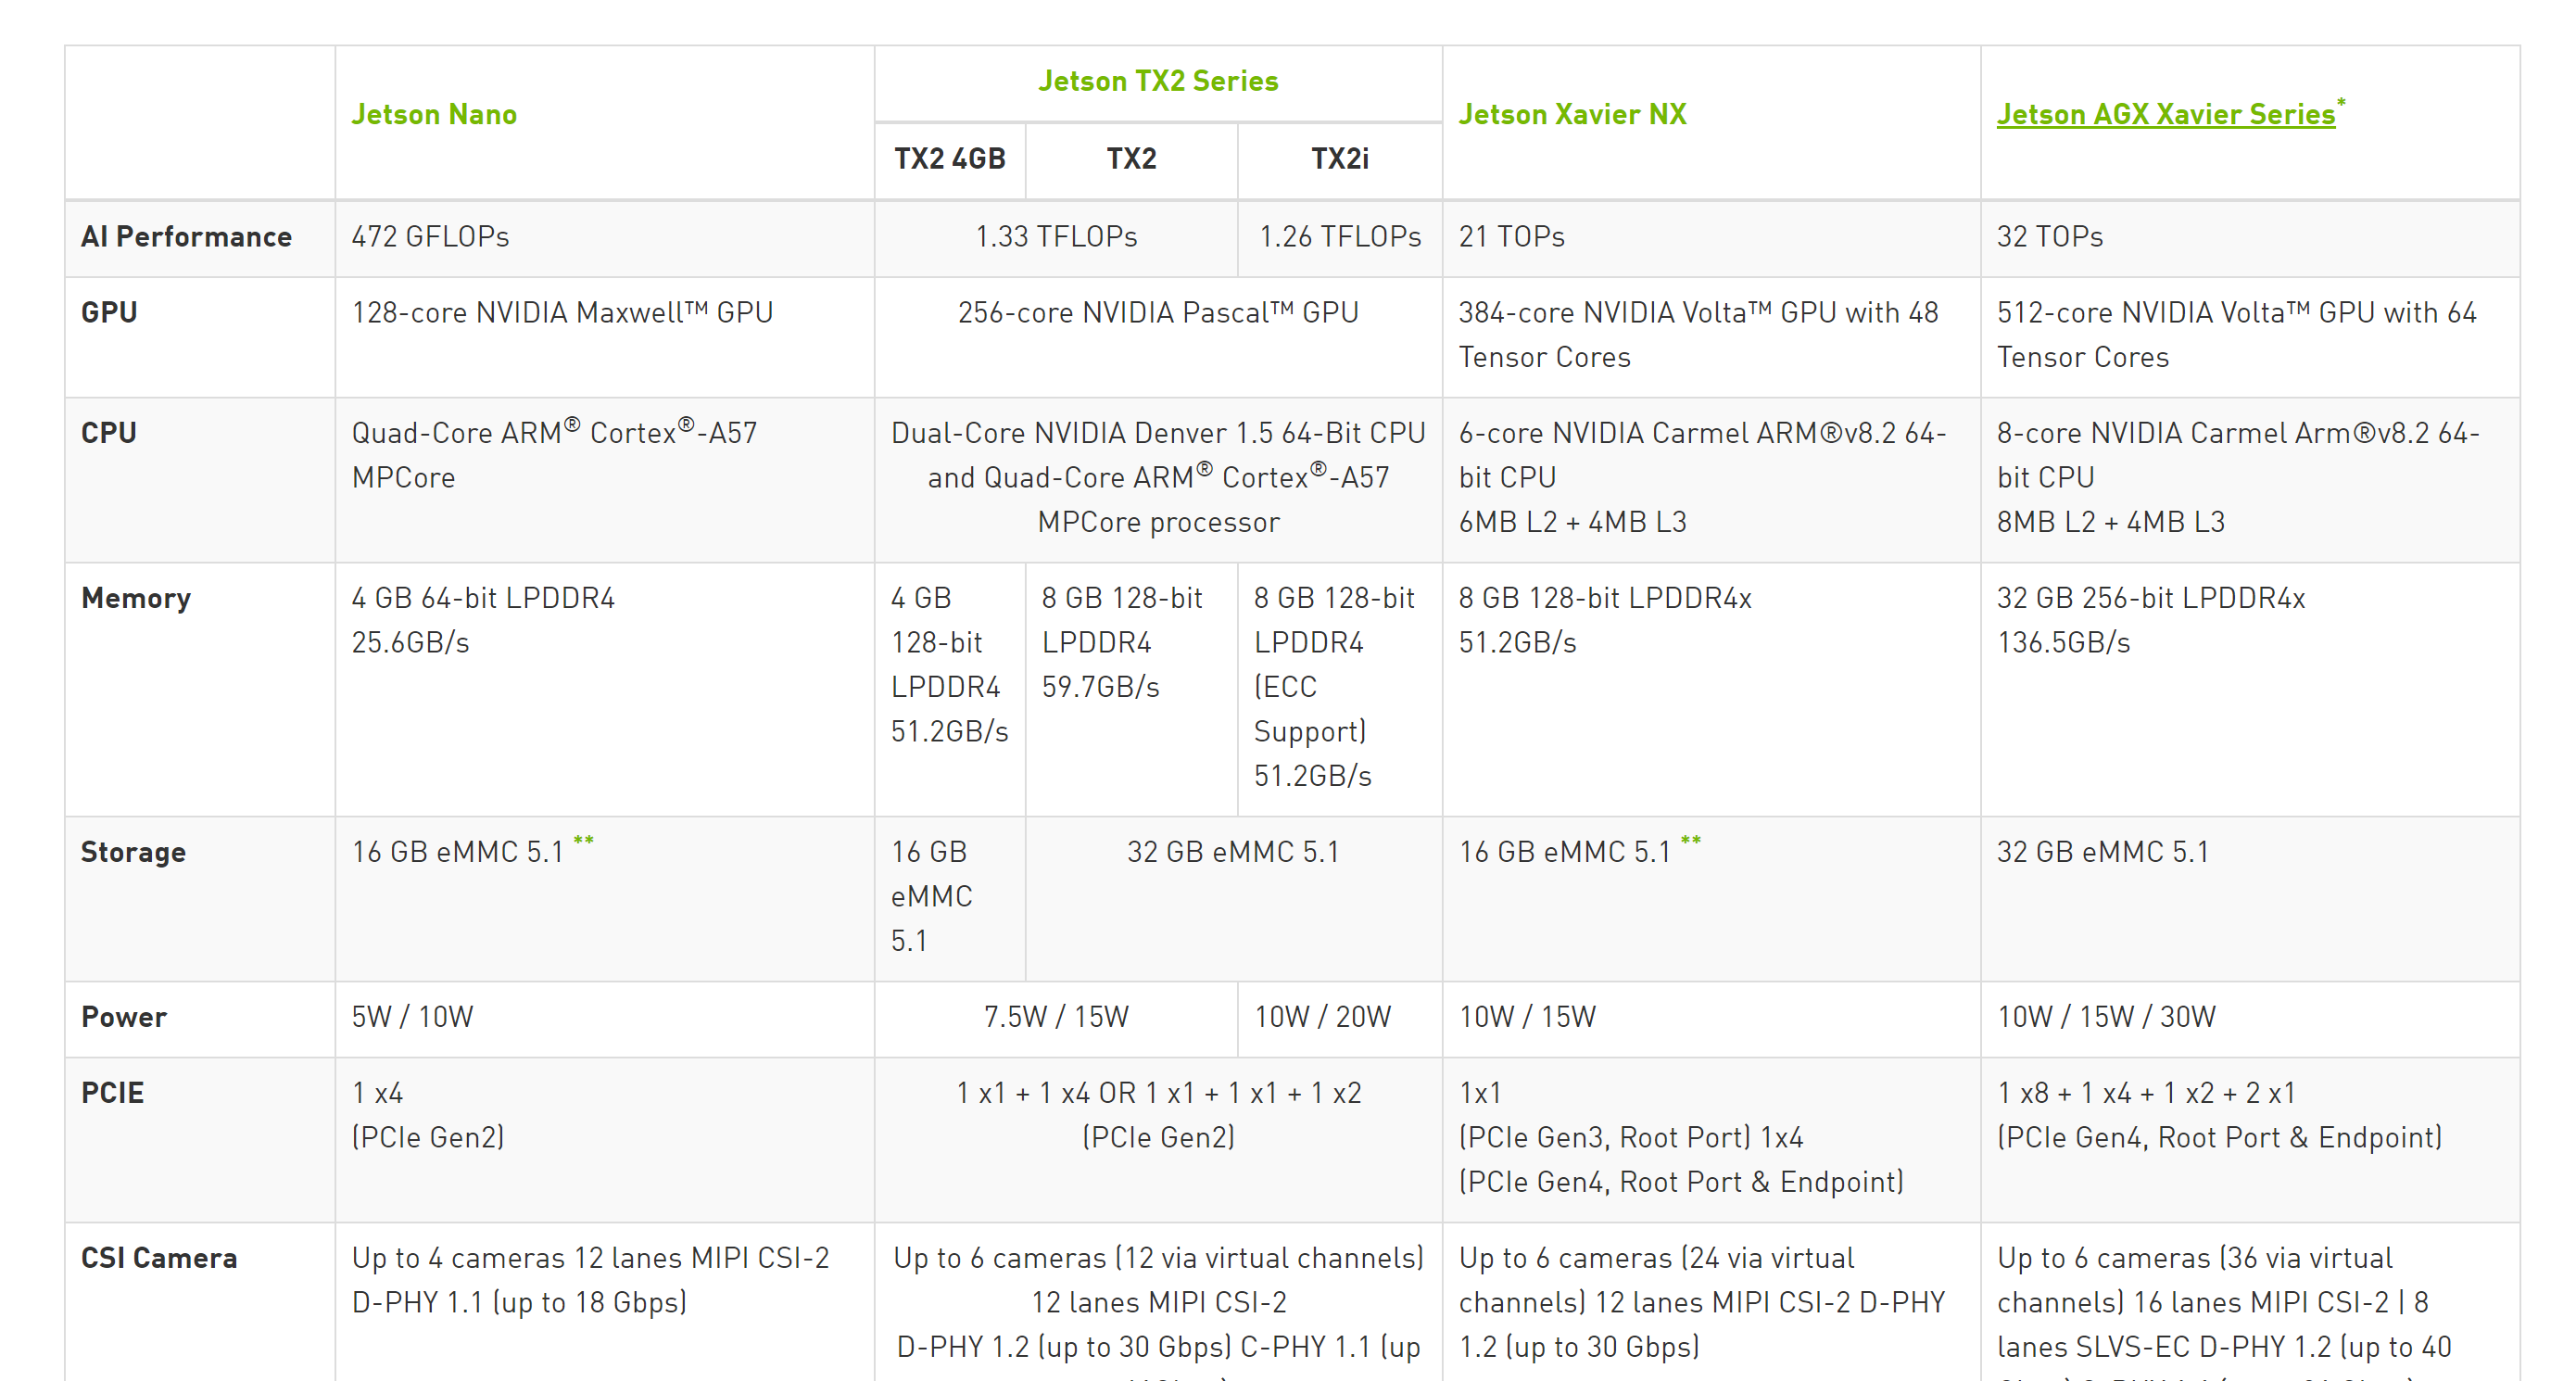 Jetson Nano
Jetson TX2 Series
Jetson Xavier NX
Jetson AGX Xavier Series*
TX2 4GB
TX2
TX2i
AI Performance
472 GFLOPs
1.33 TFLOPs
1.26 TFLOPs
21 TOPs
32 TOPs
GPU
128-core NVIDIA Maxwell™ GPU
256-core NVIDIA Pascal™ GPU
384-core NVIDIA Volta™ GPU with 48
Tensor Cores
512-core NVIDIA Volta™ GPU with 64
Tensor Cores
CPU
Quad-Core ARM® Cortex®-A57
MPCore
Dual-Core NVIDIA Denver 1.5 64-Bit CPU
and Quad-Core ARM® Cortex®-A57
MPCore processor
6-core NVIDIA Carmel ARM®v8.2 64-
bit CPU
6MB L2 + 4MB L3
8-core NVIDIA Carmel Arm®v8.2 64-
bit CPU
8MB L2 + 4MB L3
Memory
4 GB 64-bit LPDDR4
25.6GB/s
4 GB
128-bit
LPDDR4
51.2GB/s
8 GB 128-bit
LPDDR4
59.7GB/s
8 GB 128-bit
LPDDR4
(ECC
Support)
51.2GB/s
8 GB 128-bit LPDDR4x
51.2GB/s
32 GB 256-bit LPDDR4x
136.5GB/s
Storage
16 GB eMMC 5.1 **
16 GB
eMMC
5.1
32 GB eMMC 5.1
16 GB eMMC 5.1 **
32 GB eMMC 5.1
Power
5W / 10W
7.5W / 15W
10W / 20W
10W / 15W
10W / 15W / 30W
PCIE
1 x4
(PCIe Gen2)
1 x1 + 1 x4 OR 1 x1 + 1 x1 + 1 x2
(PCIe Gen2)
1x1
(PCIe Gen3, Root Port) 1x4
(PCIe Gen4, Root Port & Endpoint)
1 x8 + 1 x4 + 1 x2 + 2 x1
(PCIe Gen4, Root Port & Endpoint)
CSI Camera
Up to 4 cameras 12 lanes MIPI CSI-2
D-PHY 1.1 (up to 18 Gbps)
Up to 6 cameras (12 via virtual channels)
12 lanes MIPI CSI-2
D-PHY 1.2 (up to 30 Gbps) C-PHY 1.1 (up
Up to 6 cameras (24 via virtual
channels) 12 lanes MIPI CSI-2 D-PHY
1.2 (up to 30 Gbps)
Up to 6 cameras (36 via virtual
channels) 16 lanes MIPI CSI-2 | 8
lanes SLVS-EC D-PHY 1.2 (up to 40